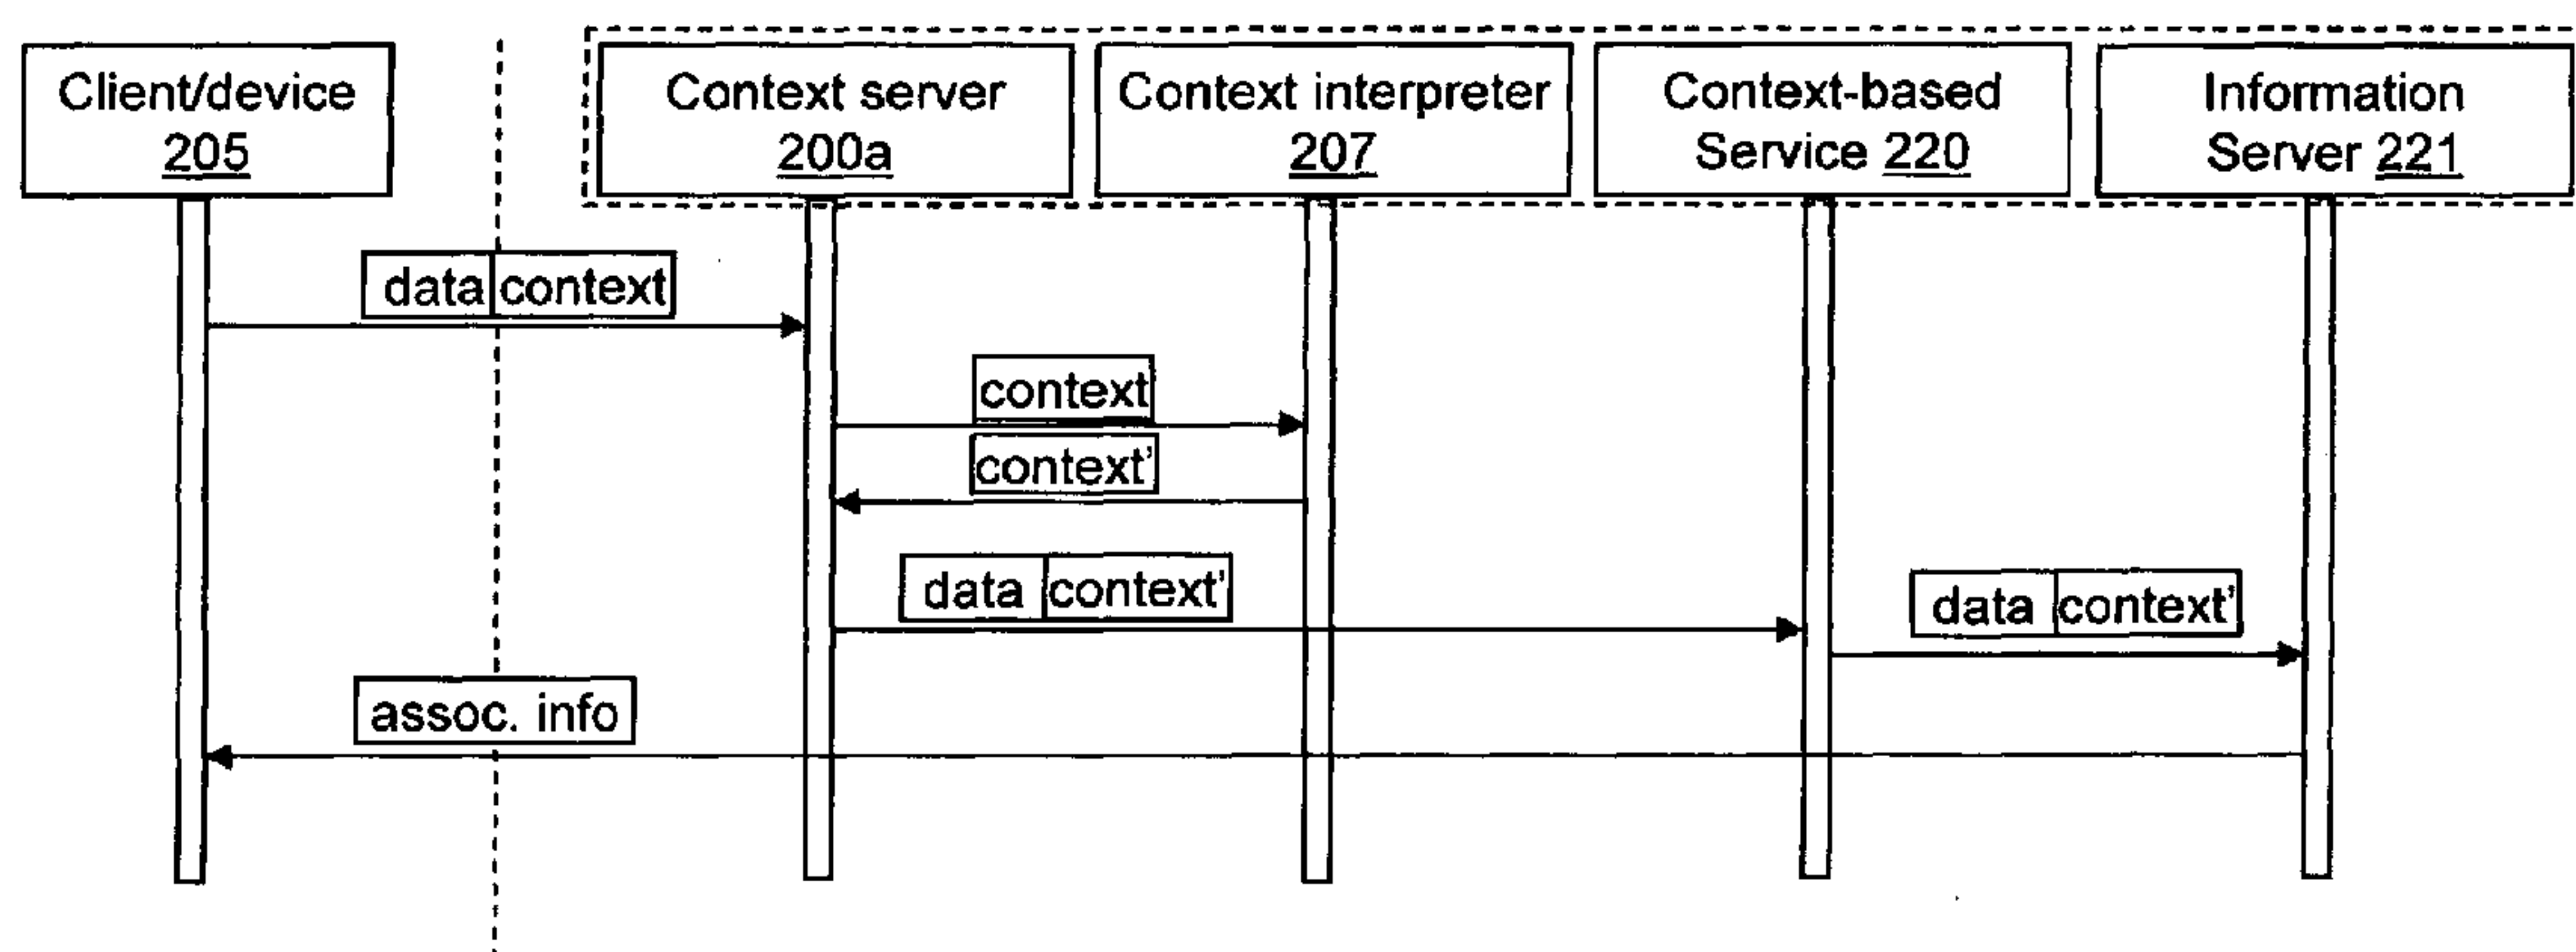 Client/device
205
Context server
200a
Context interpreter
207
Context-based
Service 220
Information
Server 221
data context
context
context'
data context'
data context'
assoc. info